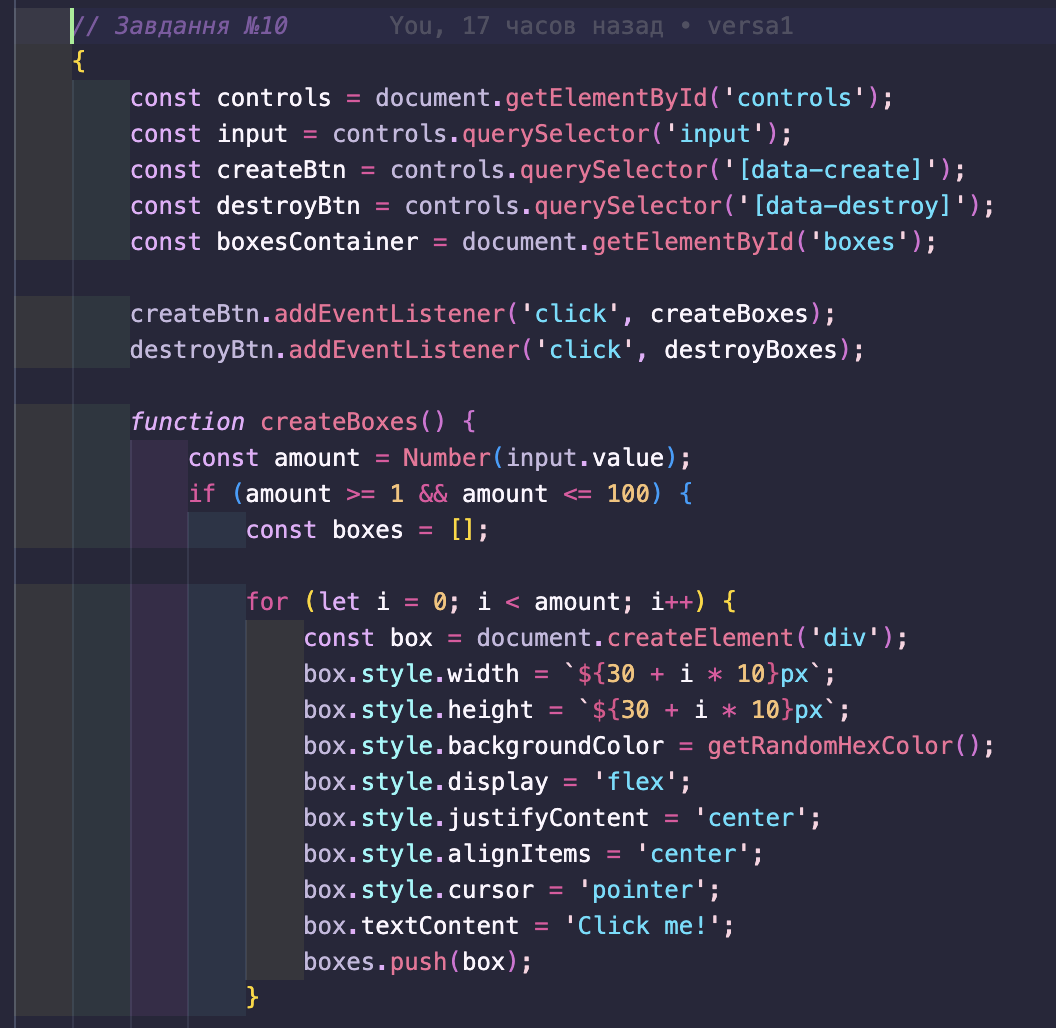 // Завдання №10 You, 17 часов назад • versa1
{
const controls = document.getElementById('controls');
const input = controls.querySelector('input');
const createBtn = controls.querySelector('[data-create]');
const destroyBtn = controls.querySelector('[data-destroy]');
const boxesContainer = document.getElementById('boxes');
createBtn.addEventListener('click', createBoxes);
destroyBtn.addEventListener('click', destroyBoxes);
function createBoxes() {
const amount = Number(input.value);
if (amount >= 1 && amount <= 100) {
const boxes = [];
for (let i = 0; i < amount; i++) {
const box = document.createElement('div');
box.style.width = `${30 + i * 10}px`;
box.style.height = `${30 + i * 10}px`;
box.style.backgroundColor = getRandomHexColor();
box.style.display = 'flex';
box.style.justifyContent = 'center';
box.style.alignItems = 'center';
box.style.cursor = 'pointer';
box.textContent = 'Click me!';
boxes.push(box);
}